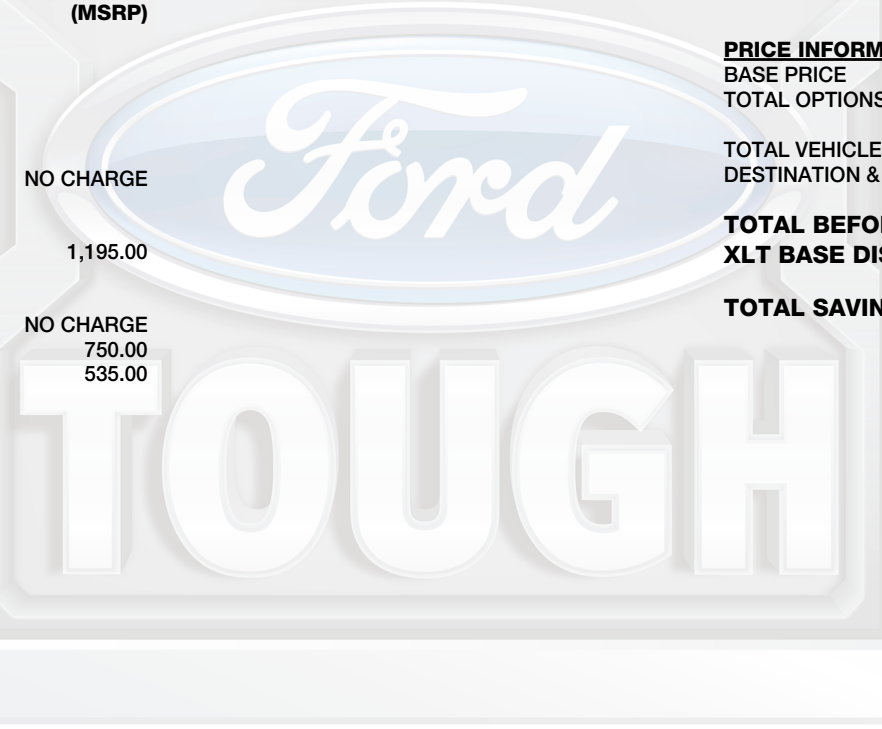 (MSRP)
NO CHARGE
1,195.00
NO CHARGE
750.00
535.00
PRICE INFORM
BASE PRICE
TOTAL OPTIONS
TOTAL VEHICLE
DESTINATION &
TOTAL BEFO
XLT BASE DIS
TOTAL SAVIN
Ford
TOUGH